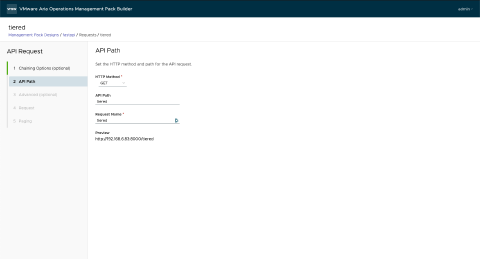 vmw VMware Aria Operations Management Pack Builder
admin
tiered
Management Pack Designs / tiered / Requests / tiered
API Request
1 Chaining Options (optional)
2 API Path
3 Advanced (optional)
4 Request
5 Paging
API Path
Set the HTTP method and path for the API request.
HTTP Method *
GET
API Path
tiered
Request Name *
tiered
Preview
http://192.168.6.83:8000/tiered